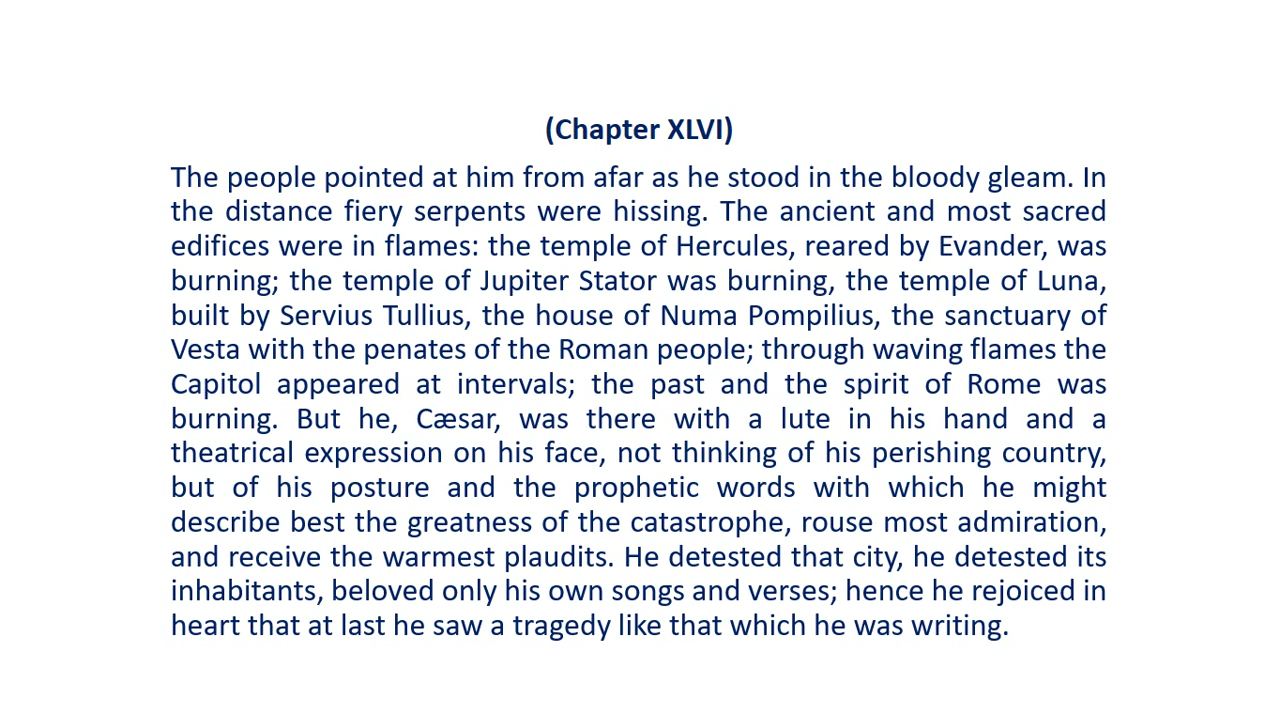 (Chapter XLVI)
The people pointed at him from afar as he stood in the bloody gleam. In
the distance fiery serpents were hissing. The ancient and most sacred
edifices were in flames: the temple of Hercules, reared by Evander, was
burning; the temple of Jupiter Stator was burning, the temple of Luna,
built by Servius Tullius, the house of Numa Pompilius, the sanctuary of
Vesta with the penates of the Roman people; through waving flames the
Capitol appeared at intervals; the past and the spirit of Rome was
burning. But he, Cæsar, was there with a lute in his hand and a
theatrical expression on his face, not thinking of his perishing country,
but of his posture and the prophetic words with which he might
describe best the greatness of the catastrophe, rouse most admiration,
and receive the warmest plaudits. He detested that city, he detested its
inhabitants, beloved only his own songs and verses; hence he rejoiced in
heart that at last he saw a tragedy like that which he was writing.